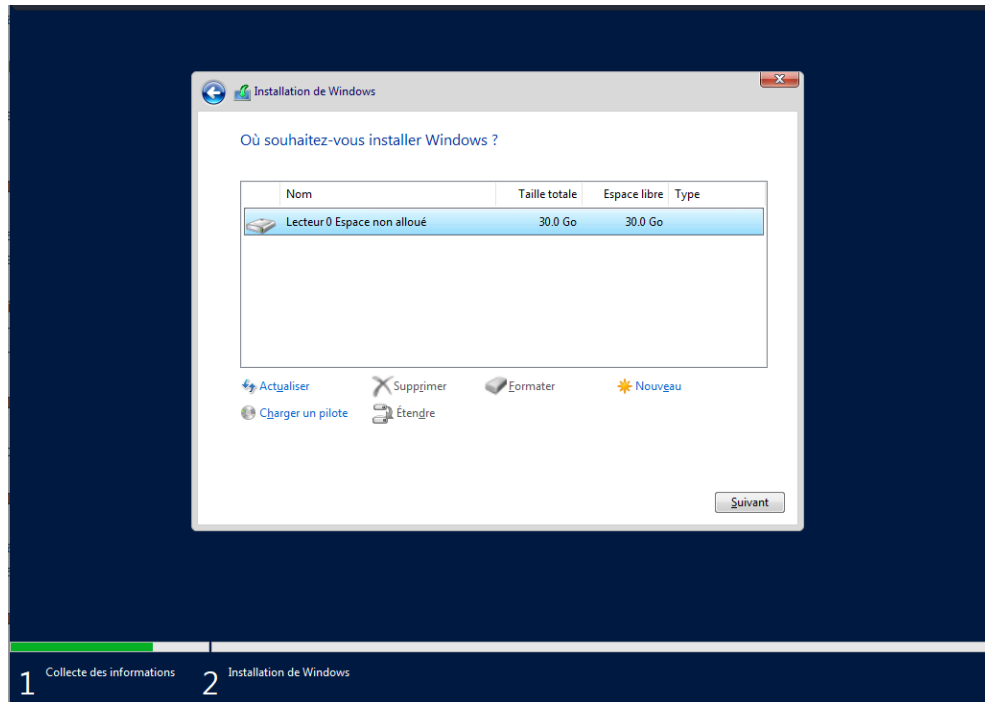 Installation de Windows
Où souhaitez-vous installer Windows ?
Nom Taille totale Espace libre Type
Lecteur 0 Espace non alloué 30.0 Go 30.0 Go
Actualiser Supprimer Formater Nouveau
Charger un pilote Étendre
Suivant
1 Collecte des informations 2 Installation de Windows